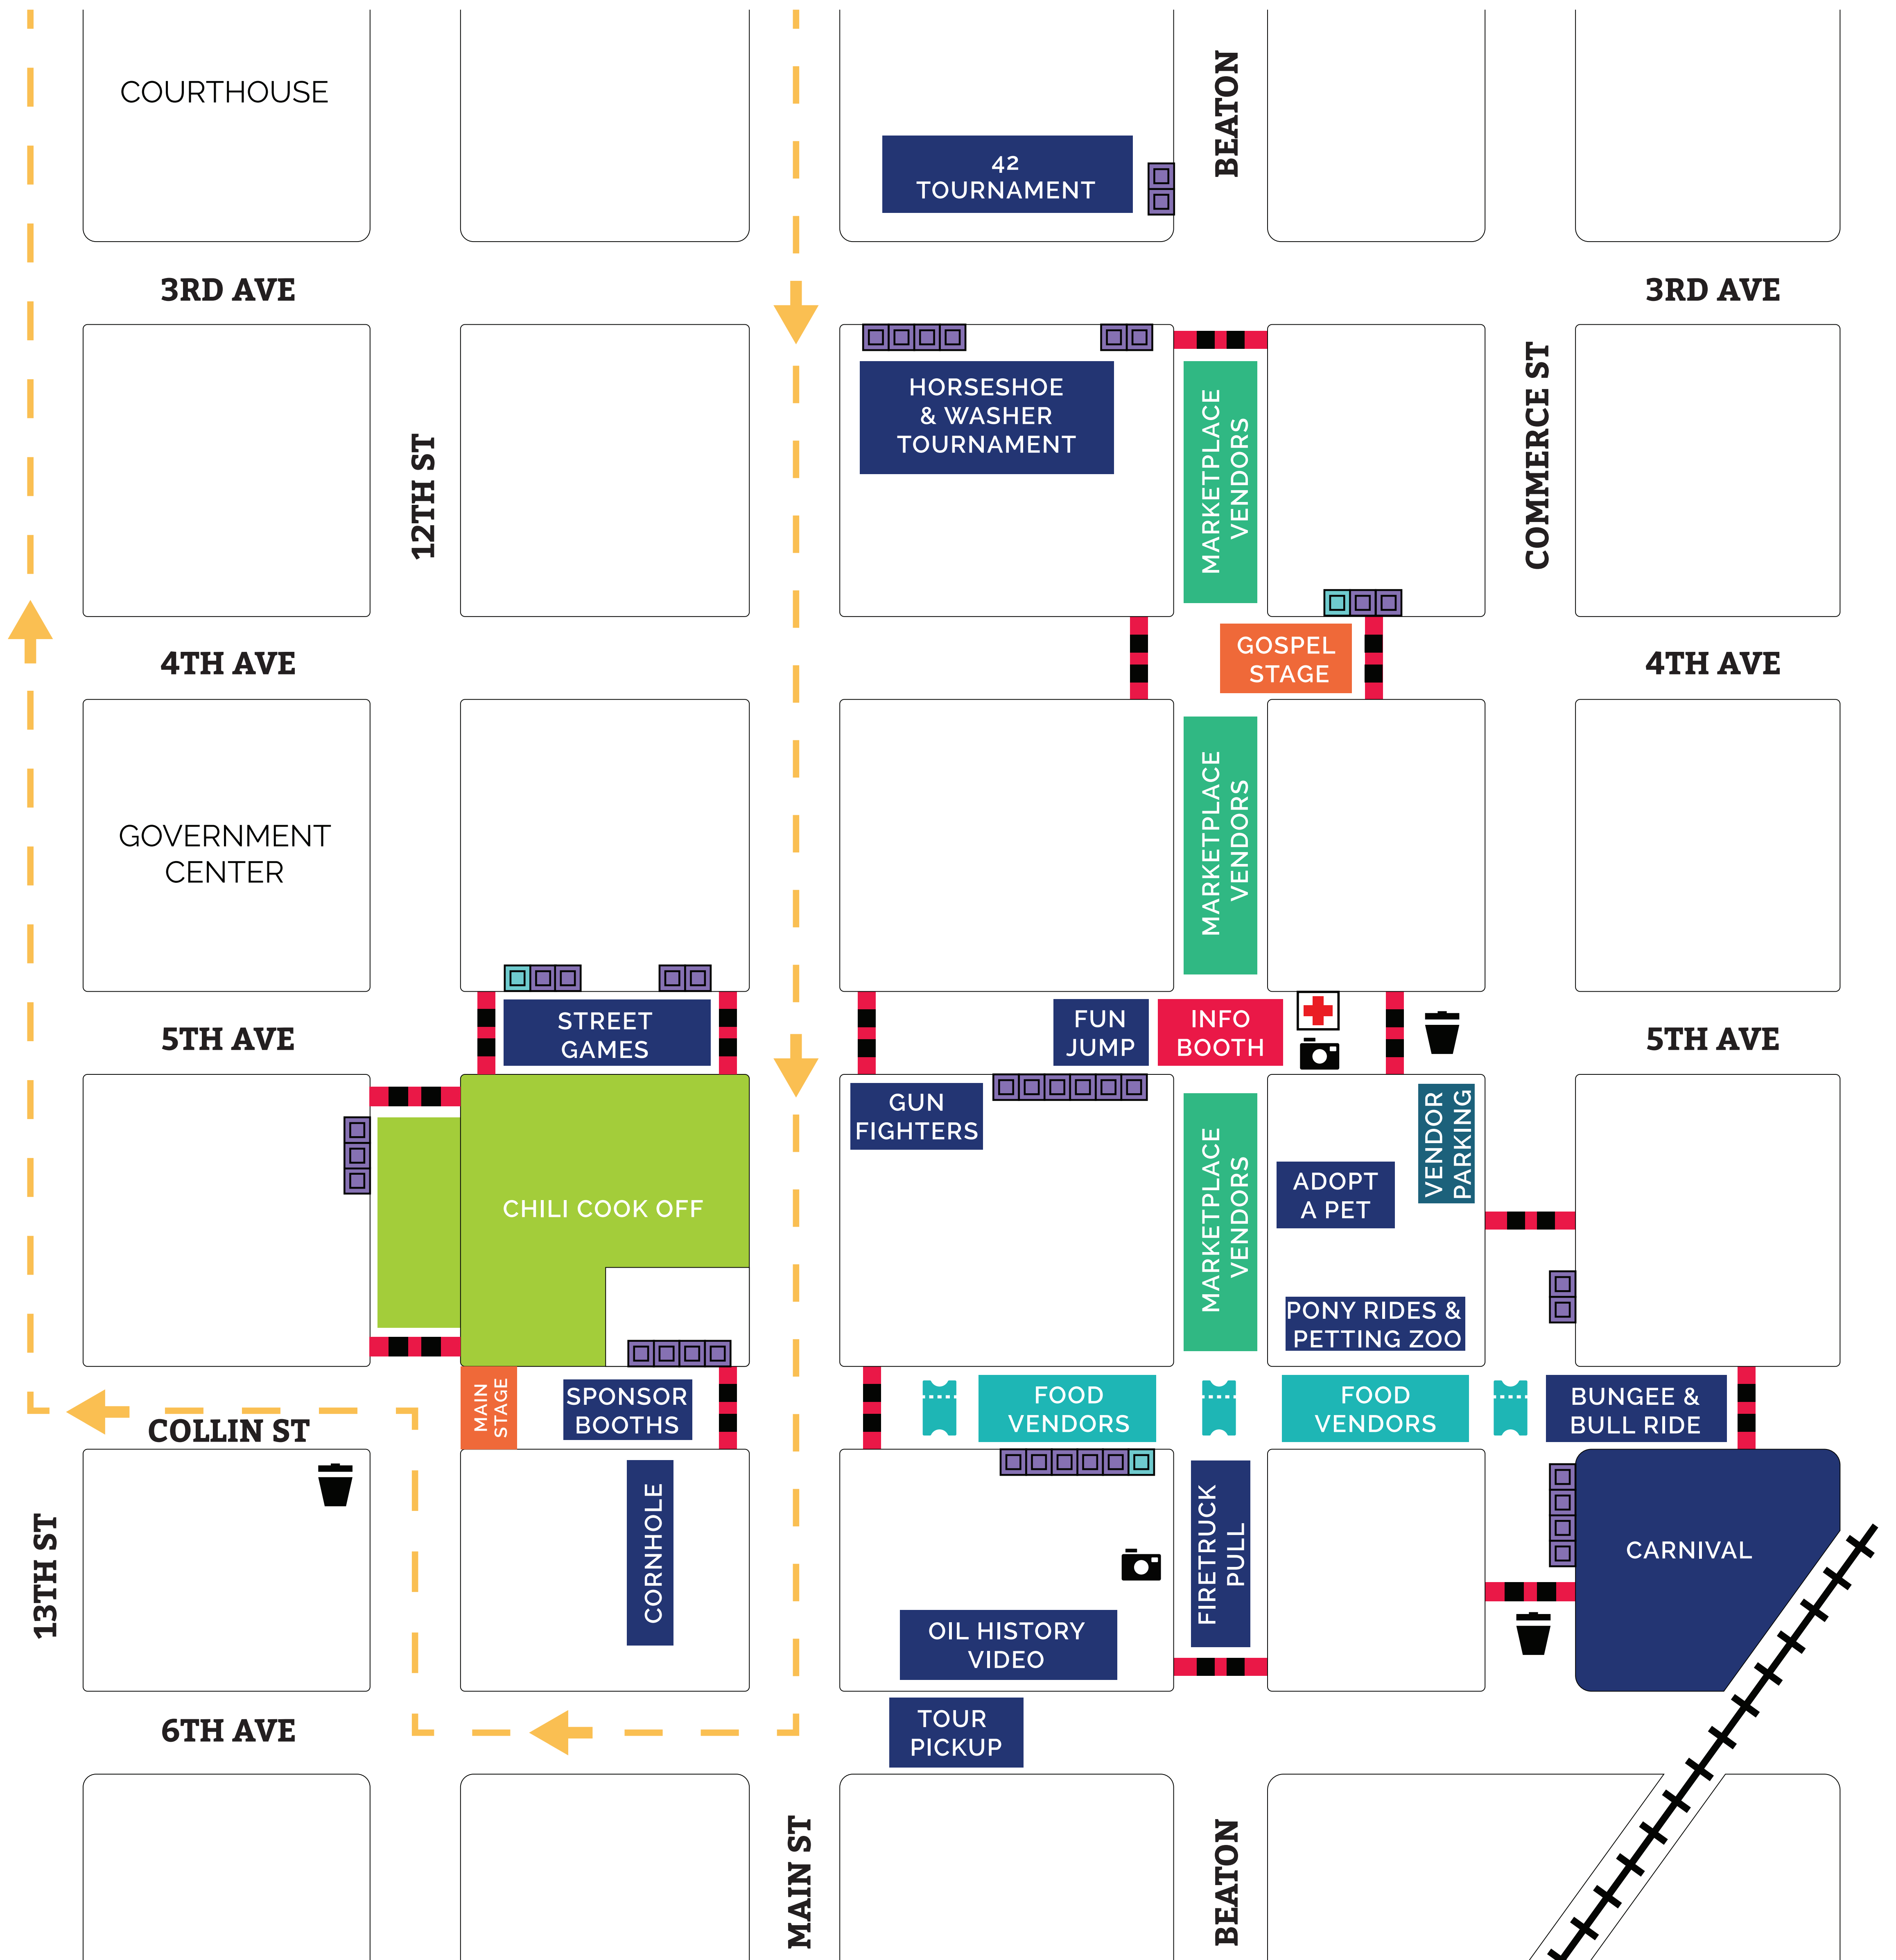 COURTHOUSE
BEATON
42
TOURNAMENT
3RD AVE
3RD AVE
12TH ST
HORSESHOE
& WASHER
TOURNAMENT
MARKETPLACE
VENDORS
COMMERCE ST
4TH AVE
GOSPEL
STAGE
4TH AVE
GOVERNMENT
CENTER
MARKETPLACE
VENDORS
5TH AVE
STREET
GAMES
FUN
JUMP
INFO
BOOTH
5TH AVE
GUN
FIGHTERS
VENDOR
PARKING
CHILI COOK OFF
MARKETPLACE
VENDORS
ADOPT
A PET
PONY RIDES &
PETTING ZOO
COLLIN ST
MAIN
STAGE
SPONSOR
BOOTHS
FOOD
VENDORS
FOOD
VENDORS
BUNGEE &
BULL RIDE
13TH ST
CORNHOLE
FIRETRUCK
PULL
CARNIVAL
OIL HISTORY
VIDEO
6TH AVE
TOUR
PICKUP
MAIN ST
BEATON